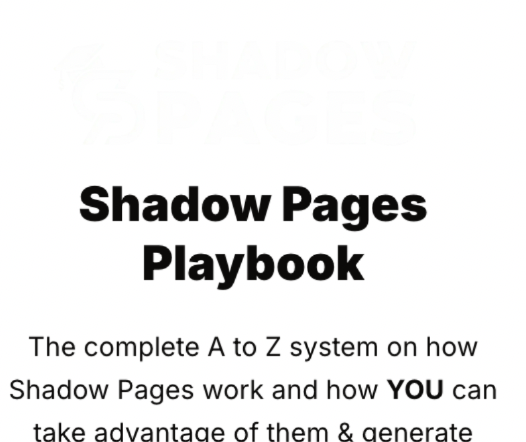 SHADOW
PAGES
Shadow Pages
Playbook
The complete A to Z system on how
Shadow Pages work and how YOU can
take advantage of them & generate